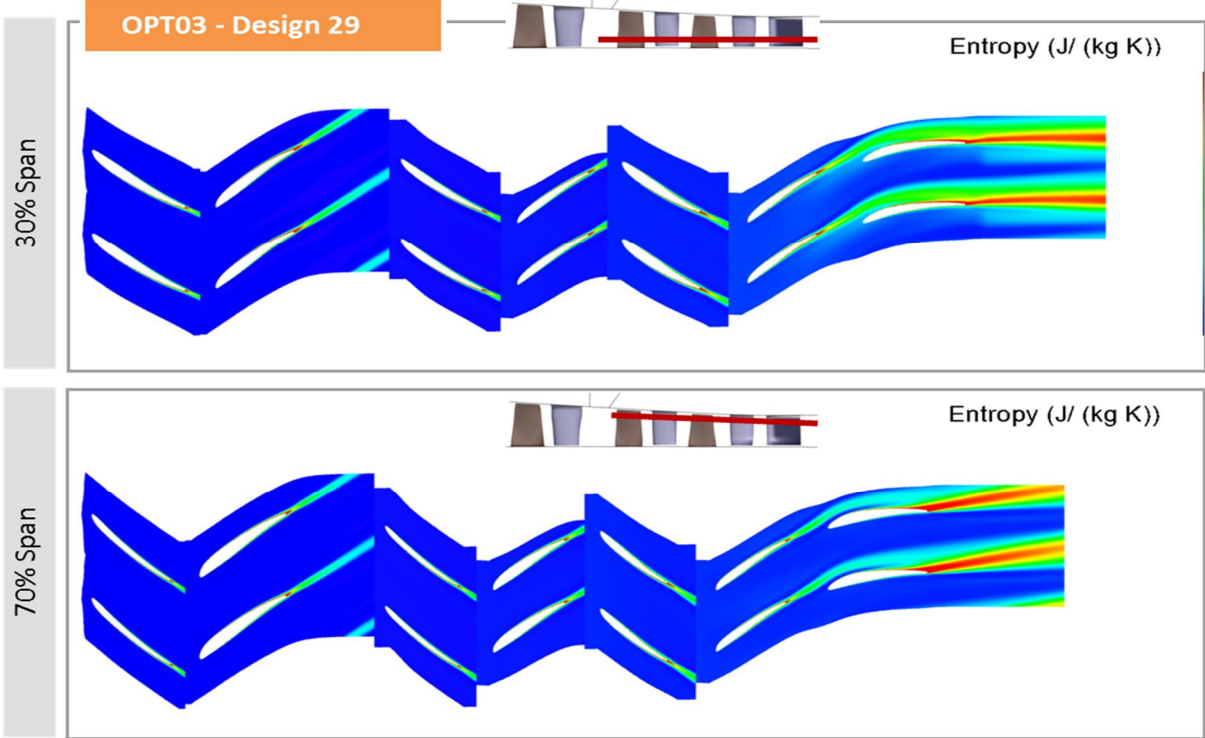 OPT03 - Design 29
Entropy (J/ (kg K))
30% Span
Entropy (J/ (kg K))
70% Span